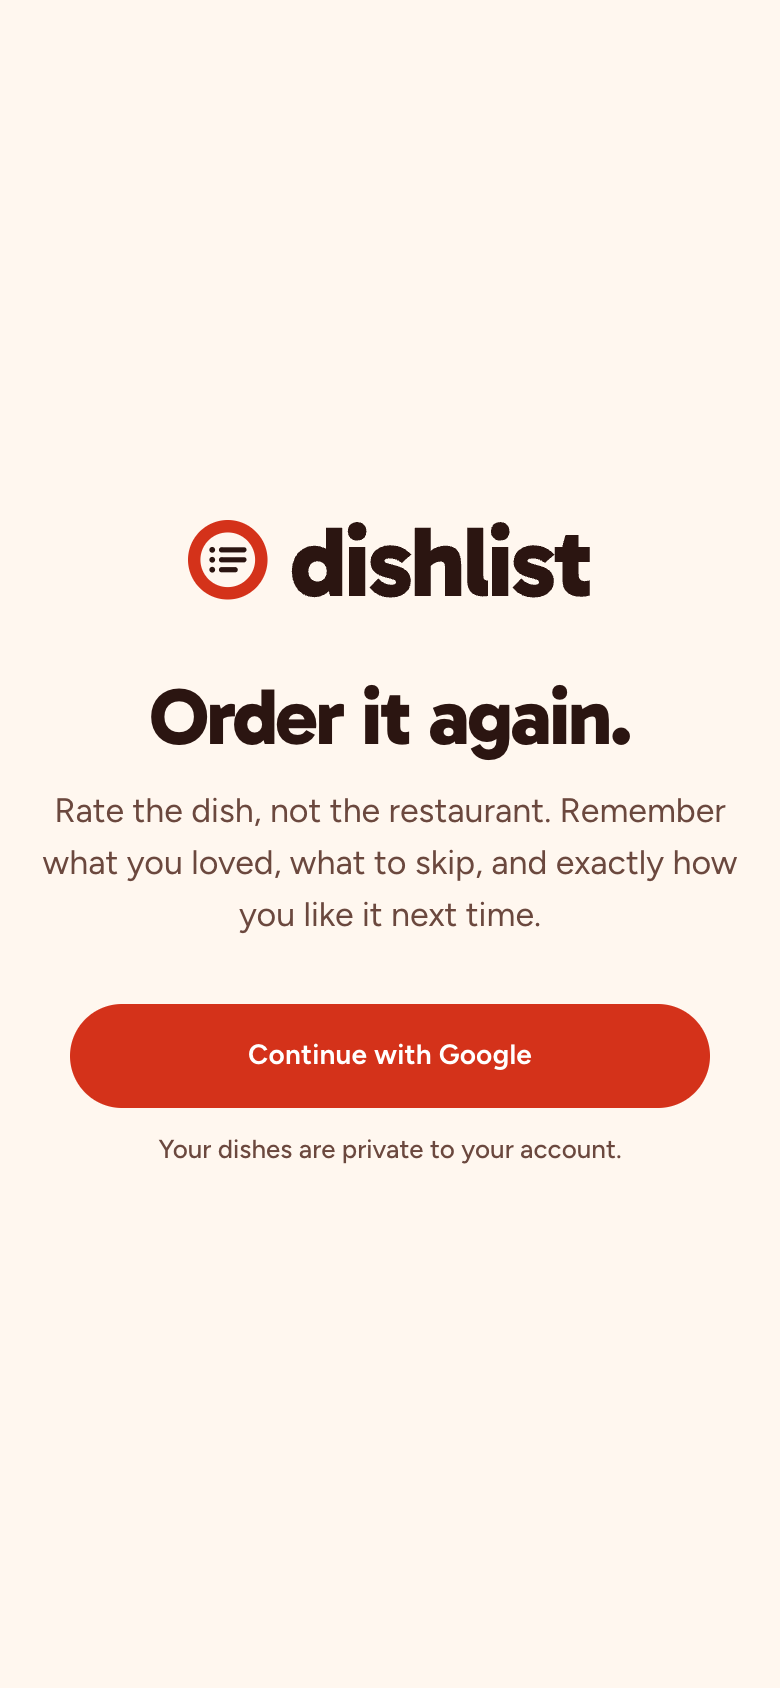 dishlist
Order it again.
Rate the dish, not the restaurant. Remember
what you loved, what to skip, and exactly how
you like it next time.
Continue with Google
Your dishes are private to your account.